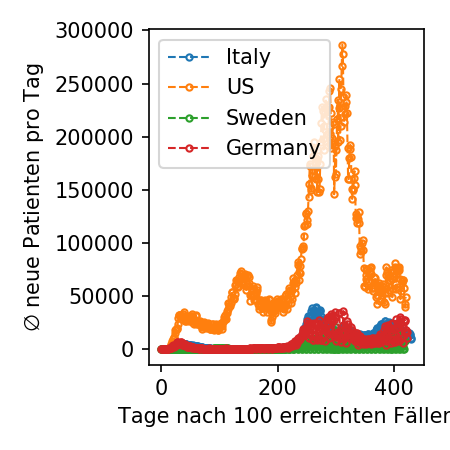 300000
250000
200000
150000
100000
50000
0
∅ neue Patienten pro Tag
Italy
US
Sweden
Germany
0 200 400
Tage nach 100 erreichten Fällen